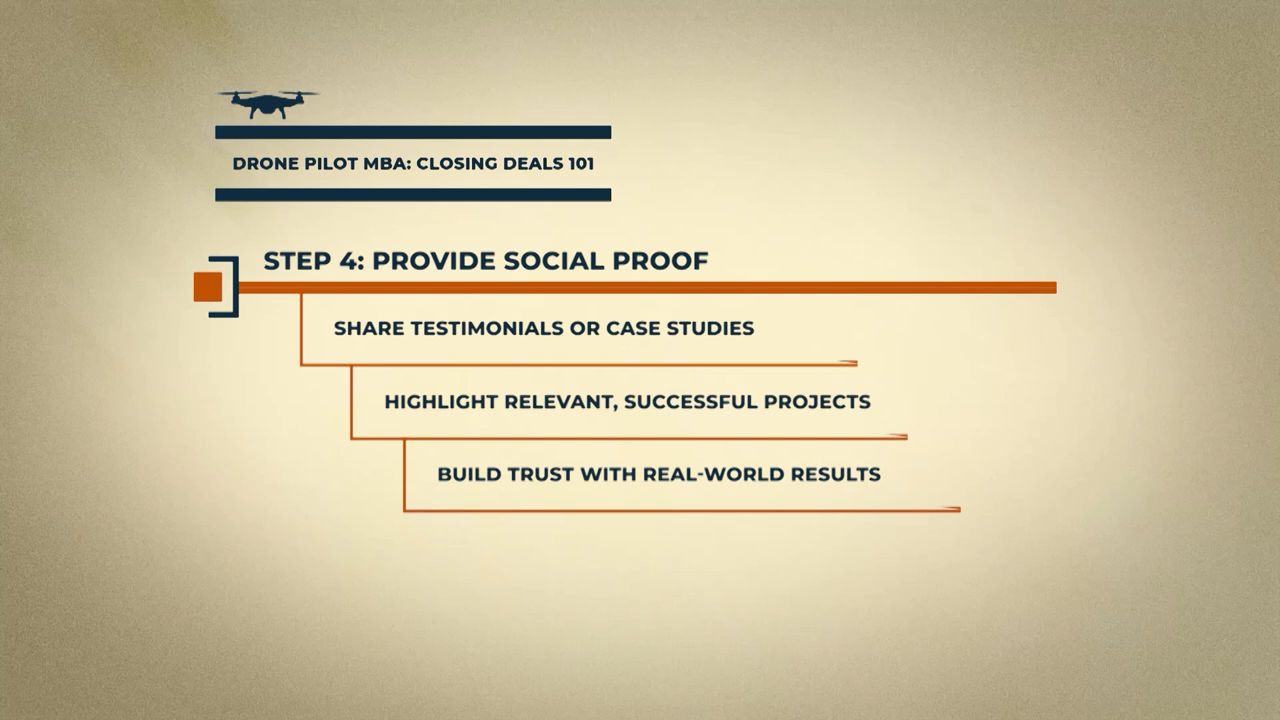 DRONE PILOT MBA: CLOSING DEALS 101
STEP 4: PROVIDE SOCIAL PROOF
SHARE TESTIMONIALS OR CASE STUDIES
HIGHLIGHT RELEVANT, SUCCESSFUL PROJECTS
BUILD TRUST WITH REAL-WORLD RESULTS